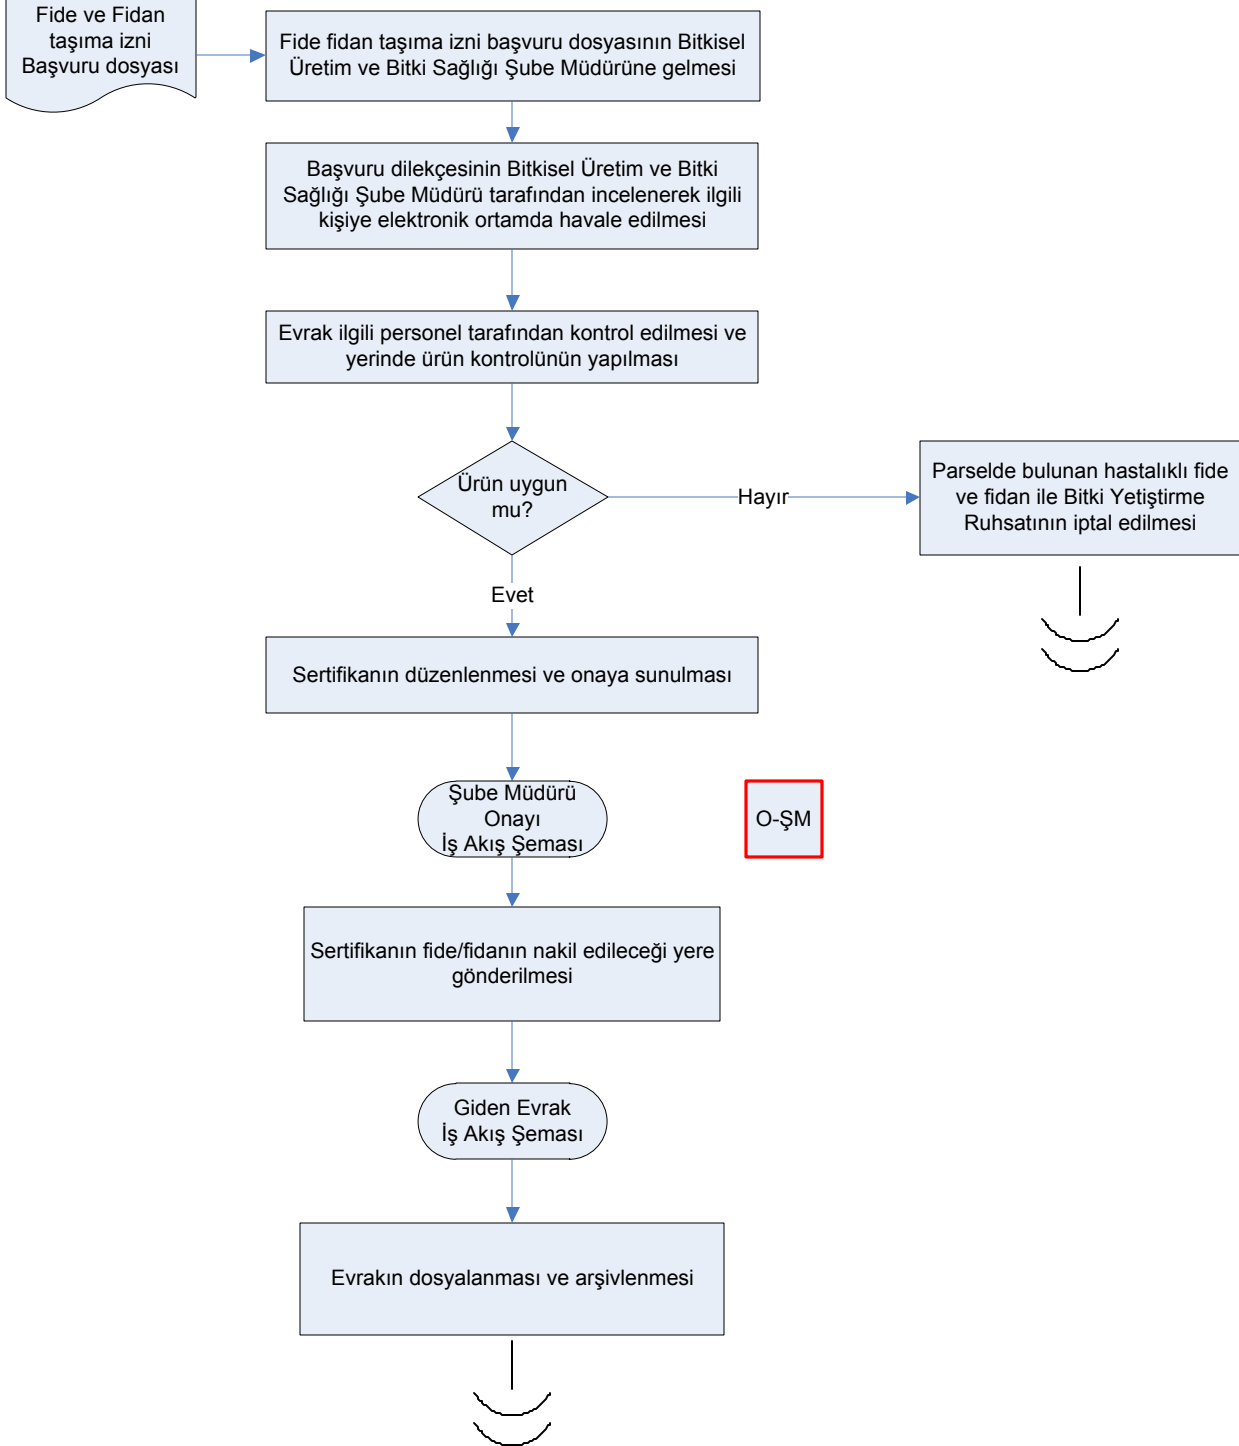 Fide ve Fidan
taşıma izni
Başvuru dosyası
Fide fidan taşıma izni başvuru dosyasının Bitkisel
Üretim ve Bitki Sağlığı Şube Müdürüne gelmesi
Başvuru dilekçesinin Bitkisel Üretim ve Bitki
Sağlığı Şube Müdürü tarafından incelenerek ilgili
kişiye elektronik ortamda havale edilmesi
Evrak ilgili personel tarafından kontrol edilmesi ve
yerinde ürün kontrolünün yapılması
Ürün uygun
mu?
Hayır
Parselde bulunan hastalıklı fide
ve fidan ile Bitki Yetiştirme
Ruhsatının iptal edilmesi
Evet
Sertifikanın düzenlenmesi ve onaya sunulması
Şube Müdürü
Onayı
İş Akış Şeması
O-ŞM
Sertifikanın fide/fidanın nakil edileceği yere
gönderilmesi
Giden Evrak
İş Akış Şeması
Evrakın dosyalanması ve arşivlenmesi